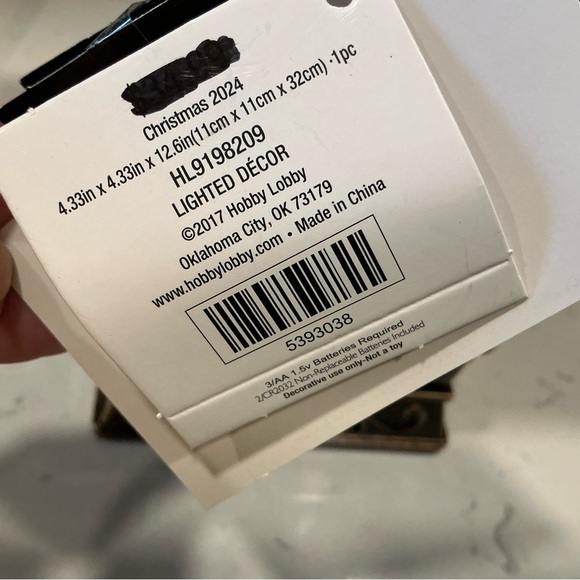 Christmas 2024
4.33in x 4.33in x 12.6in(11cm x 11cm x 32cm) -1pc
HL9198209
LIGHTED DÉCOR
©2017 Hobby Lobby
Oklahoma City, OK 73179
www.hobbylobby.com • Made in China
5393038
3/AA 1.5v Batteries Required
2/CR2032 Non-Replaceable Batteries Included
Decorative use only-Not a toy